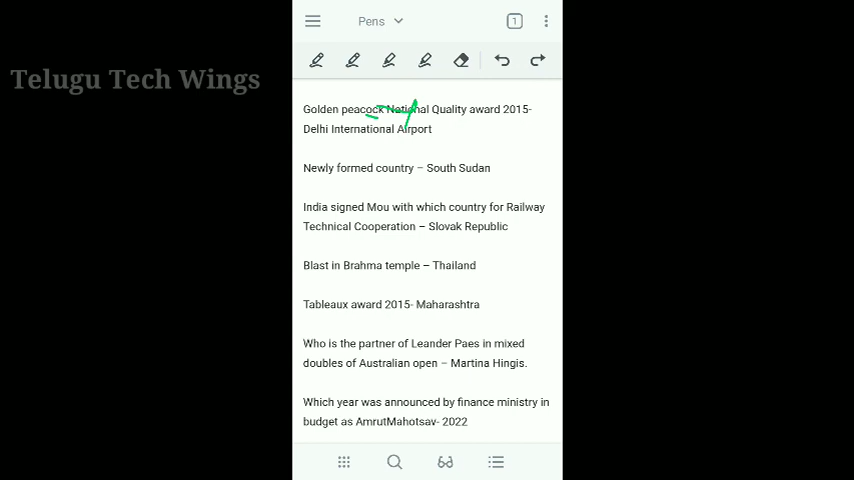 Pens
1
Telugu Tech Wings
Golden peacock National Quality award 2015-
Delhi International Airport
Newly formed country – South Sudan
India signed Mou with which country for Railway
Technical Cooperation – Slovak Republic
Blast in Brahma temple – Thailand
Tableaux award 2015- Maharashtra
Who is the partner of Leander Paes in mixed
doubles of Australian open – Martina Hingis.
Which year was announced by finance ministry in
budget as AmrutMahotsav- 2022